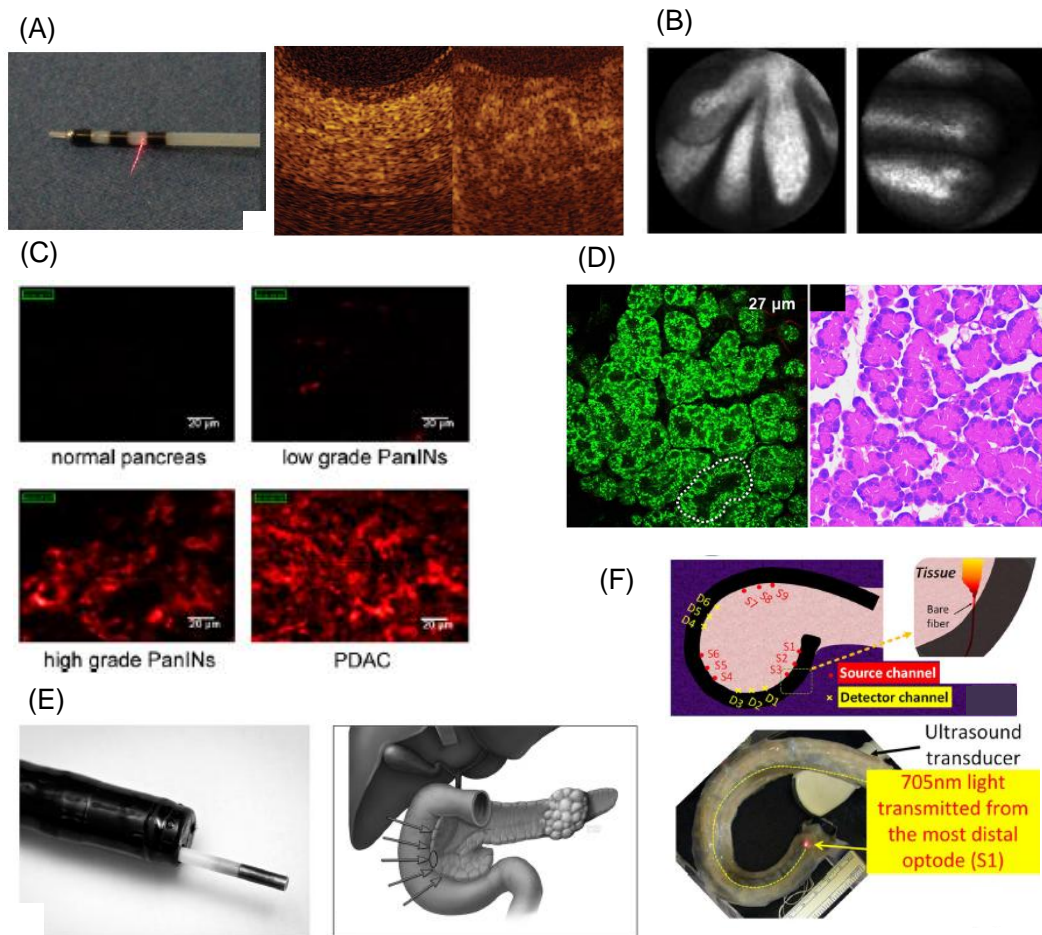 (A)
(B)
(C)
20 µm
20 µm
normal pancreas
low grade PanINs
20 µm
20 µm
high grade PanINs
PDAC
(D)
27 µm
(E)
(F)
Tissue
Bare
fiber
S7
S8
S9
D6
D5
D4
S6
S5
S4
S1
S2
S3
D3
D2
D1
Source channel
Detector channel
Ultrasound
transducer
705nm light
transmitted from
the most distal
optode (S1)